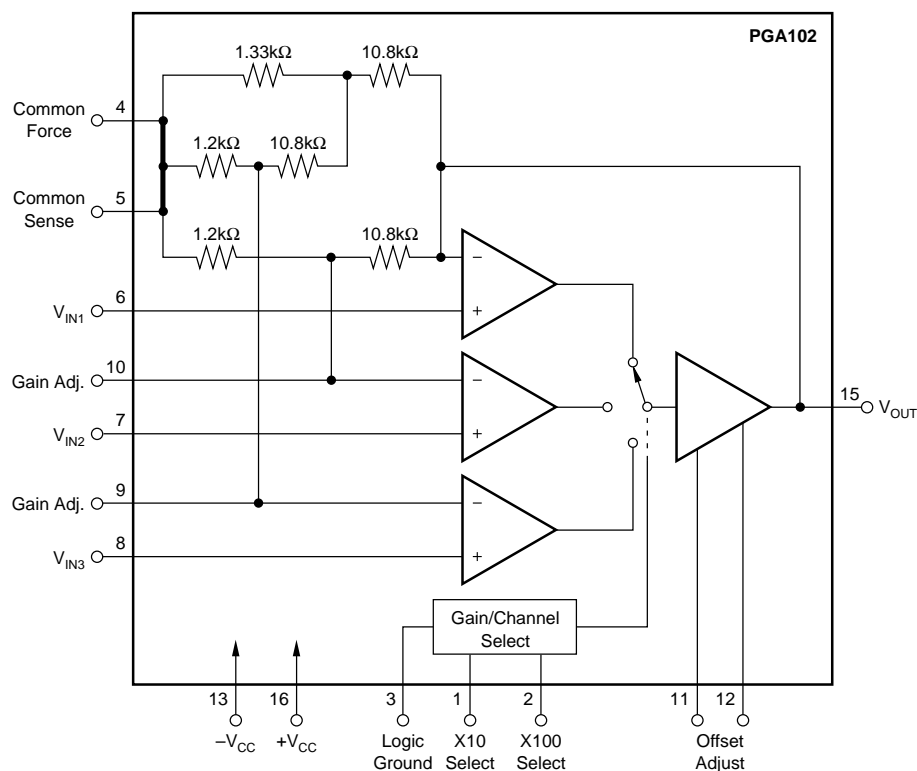 PGA102
1.33kΩ
10.8kΩ
4
Common
Force
1.2kΩ
10.8kΩ
5
Common
Sense
1.2kΩ
10.8kΩ
−
6
VIN1
+
10
Gain Adj.
−
15
VOUT
7
VIN2
+
9
Gain Adj.
−
8
VIN3
+
Gain/Channel
Select
13
16
3
1
2
11
12
–VCC
+VCC
Logic
Ground
X10
Select
X100
Select
Offset
Adjust